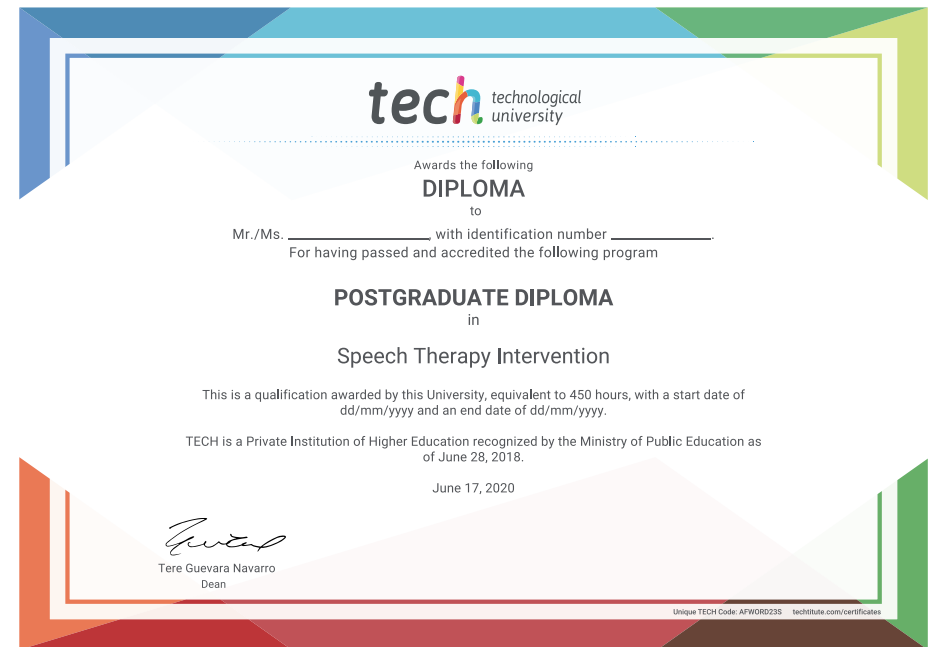 tech technological
university
Awards the following
DIPLOMA
to
Mr./Ms. ____________________, with identification number ______________.
For having passed and accredited the following program
POSTGRADUATE DIPLOMA
in
Speech Therapy Intervention
This is a qualification awarded by this University, equivalent to 450 hours, with a start date of
dd/mm/yyyy and an end date of dd/mm/yyyy.
TECH is a Private Institution of Higher Education recognized by the Ministry of Public Education as
of June 28, 2018.
June 17, 2020
Tere Guevara Navarro
Dean
Unique TECH Code: AFWORD23S techtitute.com/certificates